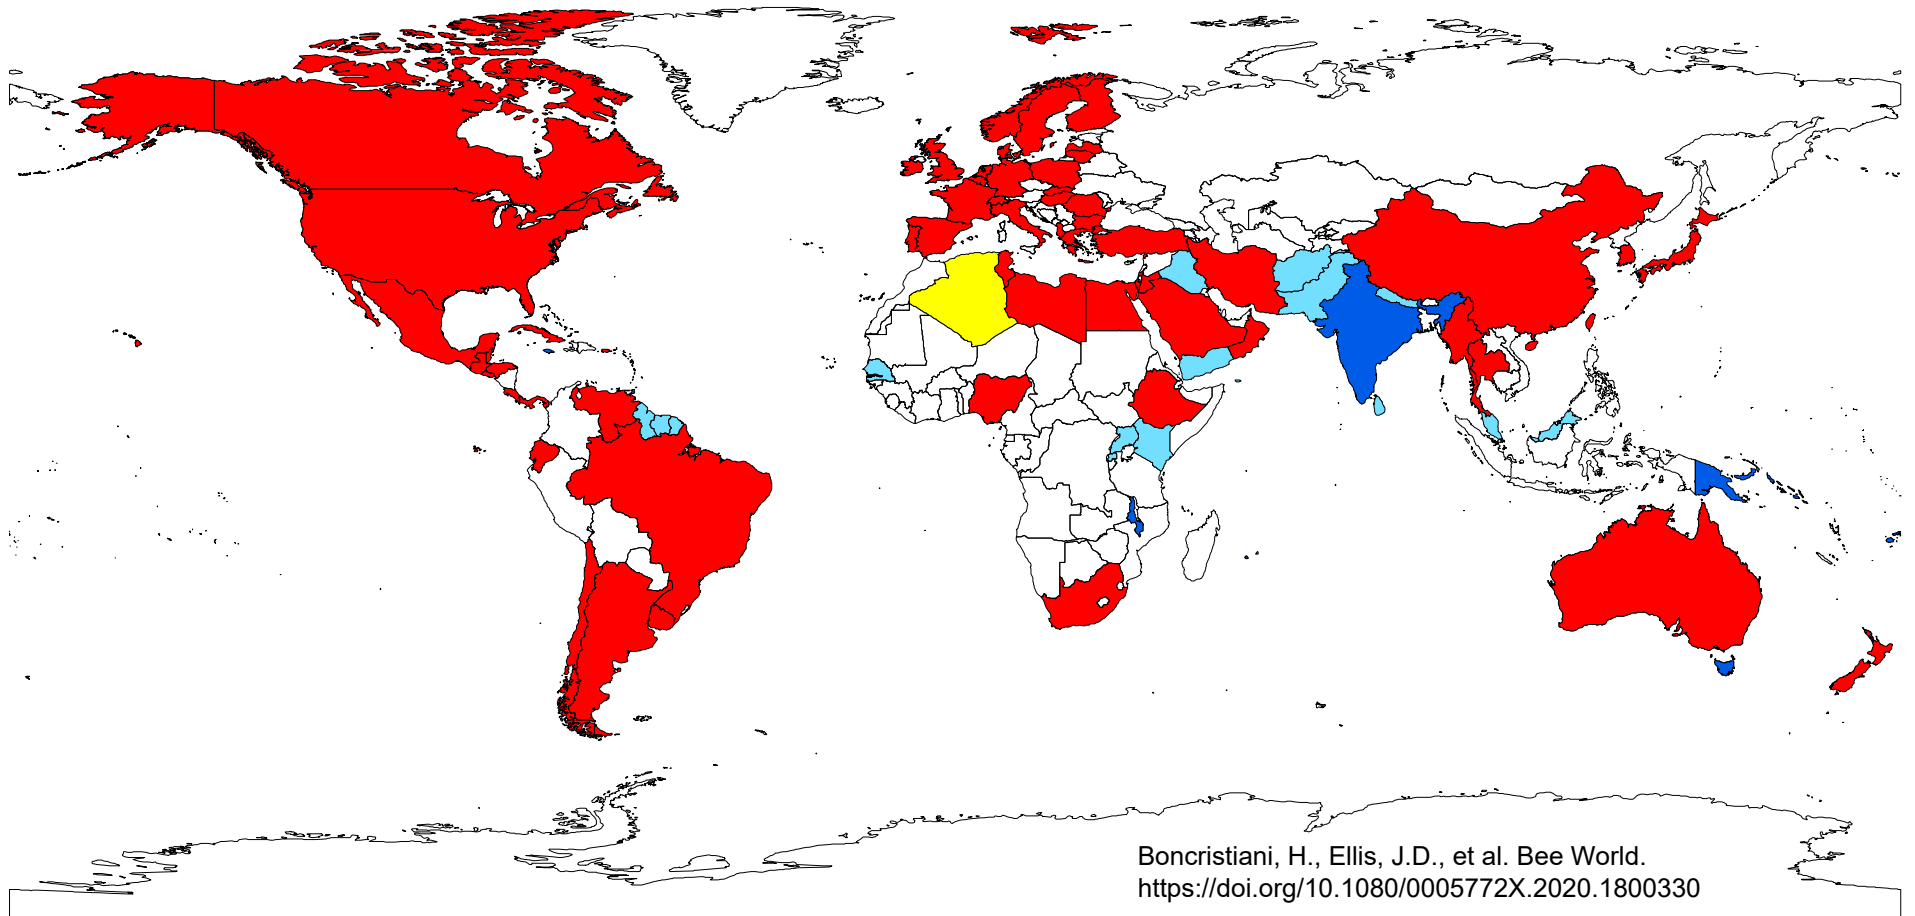 Boncristiani, H., Ellis, J.D., et al. Bee World.
https://doi.org/10.1080/0005772X.2020.1800330